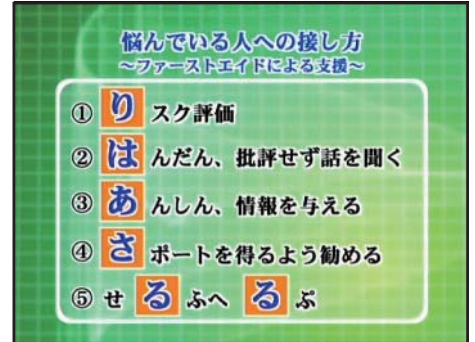 悩んでいる人への接し方
～ファーストエイドによる支援～
① りスク評価
② はんだん、批評せず話を聞く
③ あんしん、情報を与える
④ さポートを得るよう勧める
⑤ せるふへるぷ